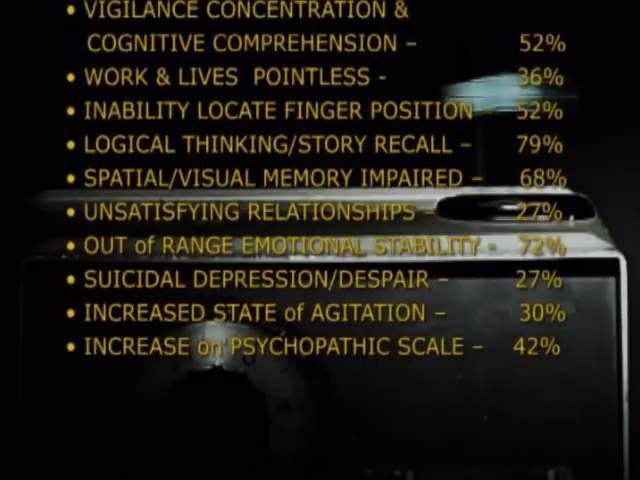 • VIGILANCE CONCENTRATION &
COGNITIVE COMPREHENSION – 52%
• WORK & LIVES POINTLESS - 36%
• INABILITY LOCATE FINGER POSITION – 52%
• LOGICAL THINKING/STORY RECALL – 79%
• SPATIAL/VISUAL MEMORY IMPAIRED – 68%
• UNSATISFYING RELATIONSHIPS – 27%
• OUT of RANGE EMOTIONAL STABILITY - 72%
• SUICIDAL DEPRESSION/DESPAIR – 27%
• INCREASED STATE of AGITATION – 30%
• INCREASE on PSYCHOPATHIC SCALE – 42%